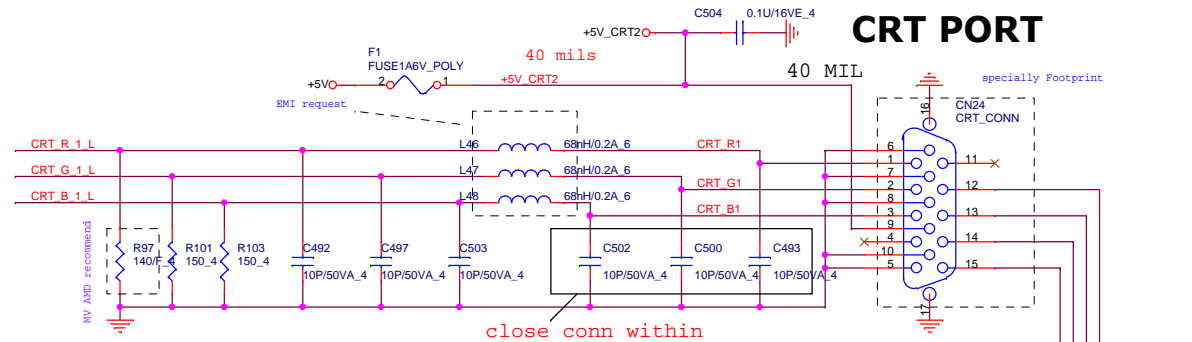 C504
0.1U/16VE_4
CRT PORT
+5V_CRT2
F1
FUSE1A6V_POLY
40 mils
40 MIL
+5V
2
1
+5V_CRT2
specially Footprint
EMI request
16
CN24
CRT_CONN
CRT_R_1_L
L46
68nH/0.2A_6
CRT_R1
6
1
11
CRT_G_1_L
L47
68nH/0.2A_6
7
CRT_G1
2
12
CRT_B_1_L
L48
68nH/0.2A_6
8
CRT_B1
3
13
9
4
14
10
5
15
MV AMD recommend
R97
140/F_4
R101
150_4
R103
150_4
C492
10P/50VA_4
C497
10P/50VA_4
C503
10P/50VA_4
C502
10P/50VA_4
C500
10P/50VA_4
C493
10P/50VA_4
17
close conn within